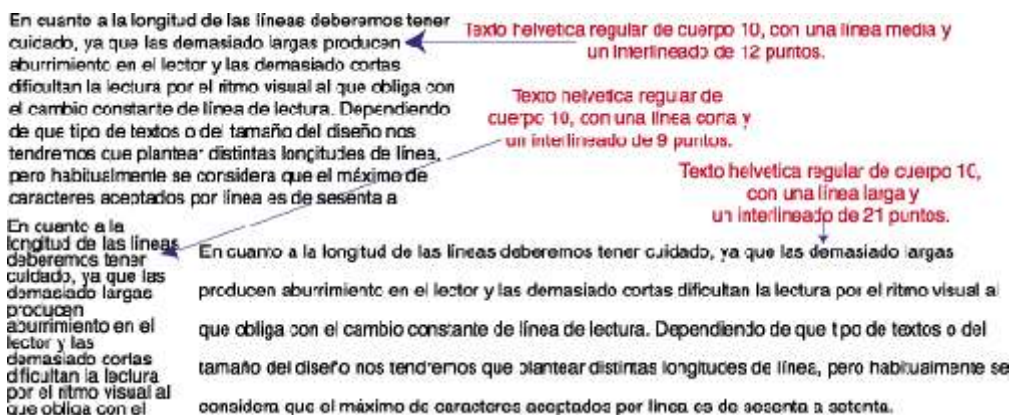 En cuanto a la longitud de las líneas deberemos tener
cuidado, ya que las demasiado largas producen
aburrimiento en el lector y las demasiado cortas
dificultan la lectura por el ritmo visual al que obliga con
el cambio constante de línea de lectura. Dependiendo
de que tipo de textos o del tamaño del diseño nos
tendremos que plantear distintas longitudes de línea,
pero habitualmente se considera que el máximo de
caracteres aceptados por línea es de sesenta a
Texto helvetica regular de cuerpo 10, con una línea media y
un interlineado de 12 puntos.
Texto helvetica regular de
cuerpo 10, con una línea corta y
un interlineado de 9 puntos.
Texto helvetica regular de cuerpo 10,
con una línea larga y
un interlineado de 21 puntos.
En cuanto a la
longitud de las líneas
deberemos tener
cuidado, ya que las
demasiado largas
producen
aburrimiento en el
lector y las
demasiado cortas
dificultan la lectura
por el ritmo visual al
que obliga con el
En cuanto a la longitud de las líneas deberemos tener cuidado, ya que las demasiado largas
producen aburrimiento en el lector y las demasiado cortas dificultan la lectura por el ritmo visual al
que obliga con el cambio constante de línea de lectura. Dependiendo de que tipo de textos o del
tamaño del diseño nos tendremos que plantear distintas longitudes de línea, pero habitualmente se
considera que el máximo de caracteres aceptados por línea es de sesenta a setenta.